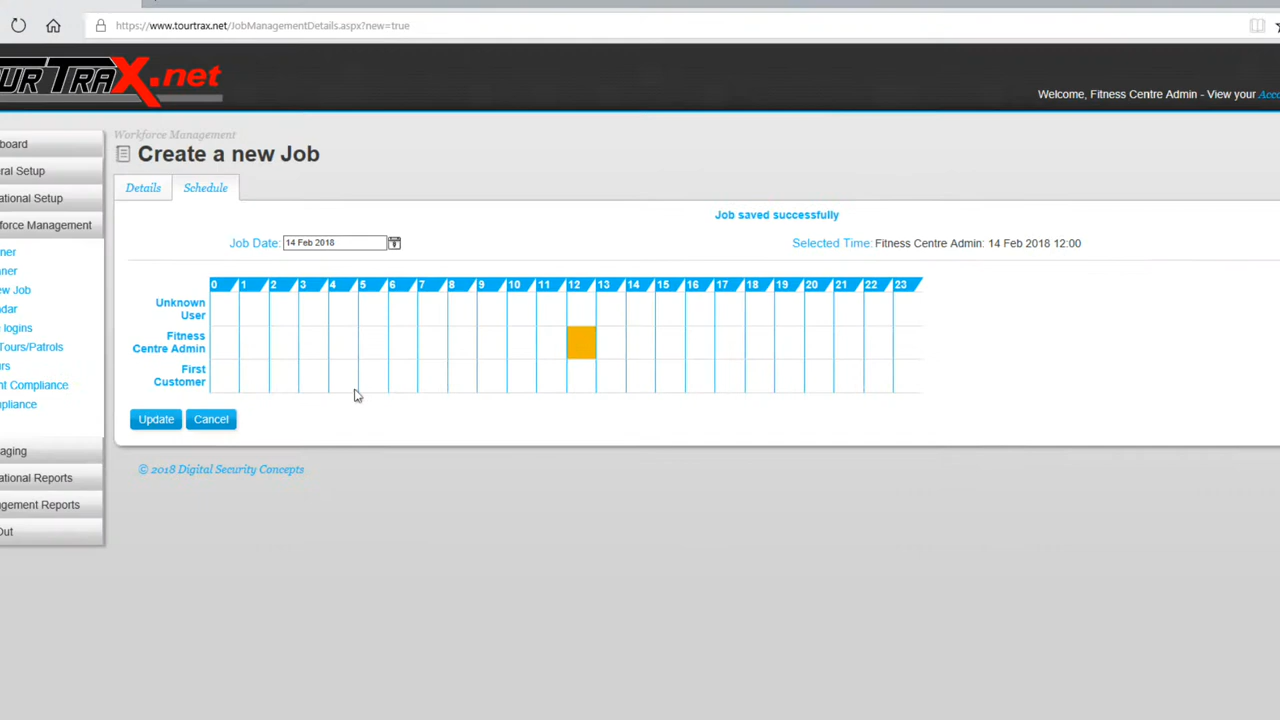 https://www.tourtrax.net/JobManagementDetails.aspx?new=true
OUR TRAX.net
Welcome, Fitness Centre Admin - View your Acco
Workforce Management
Create a new Job
Details Schedule
Job saved successfully
Job Date: 14 Feb 2018
Selected Time: Fitness Centre Admin: 14 Feb 2018 12:00
0 1 2 3 4 5 6 7 8 9 10 11 12 13 14 15 16 17 18 19 20 21 22 23
Unknown
User
Fitness
Centre Admin
First
Customer
Update Cancel
© 2018 Digital Security Concepts
board
ral Setup
ational Setup
force Management
ner
ner
ew Job
dar
logins
Tours/Patrols
rs
nt Compliance
pliance
aging
ational Reports
gement Reports
Out